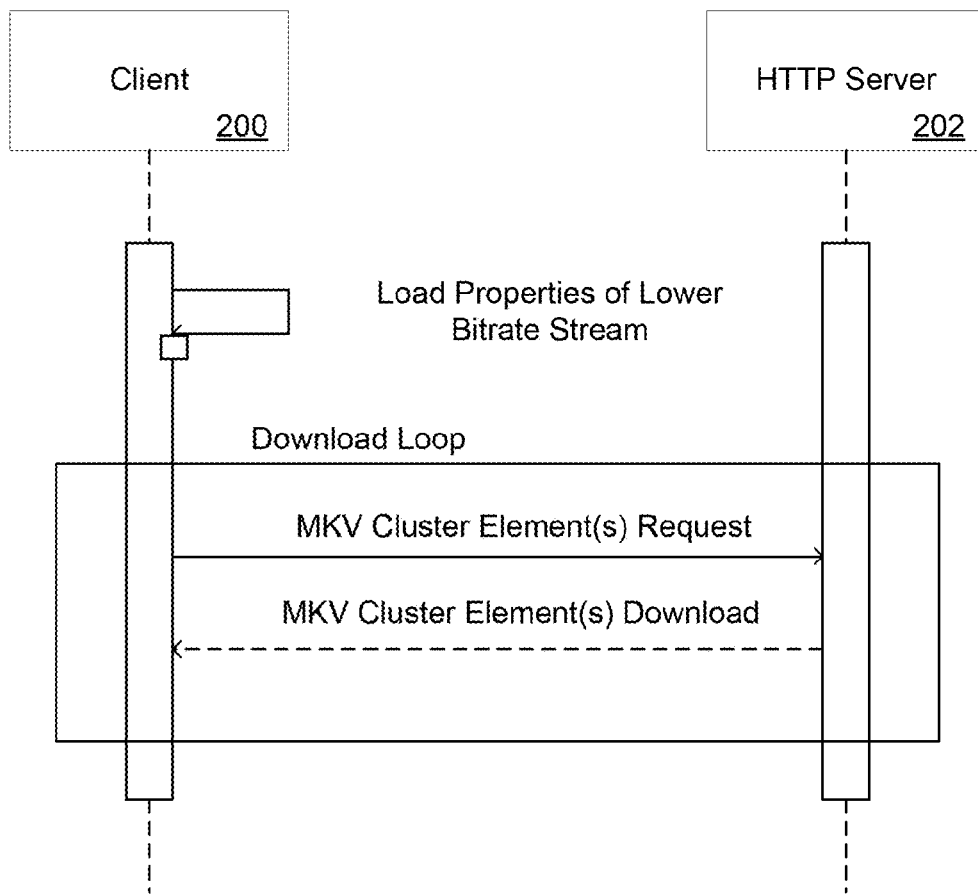 Client
200
HTTP Server
202
Load Properties of Lower
Bitrate Stream
Download Loop
MKV Cluster Element(s) Request
MKV Cluster Element(s) Download